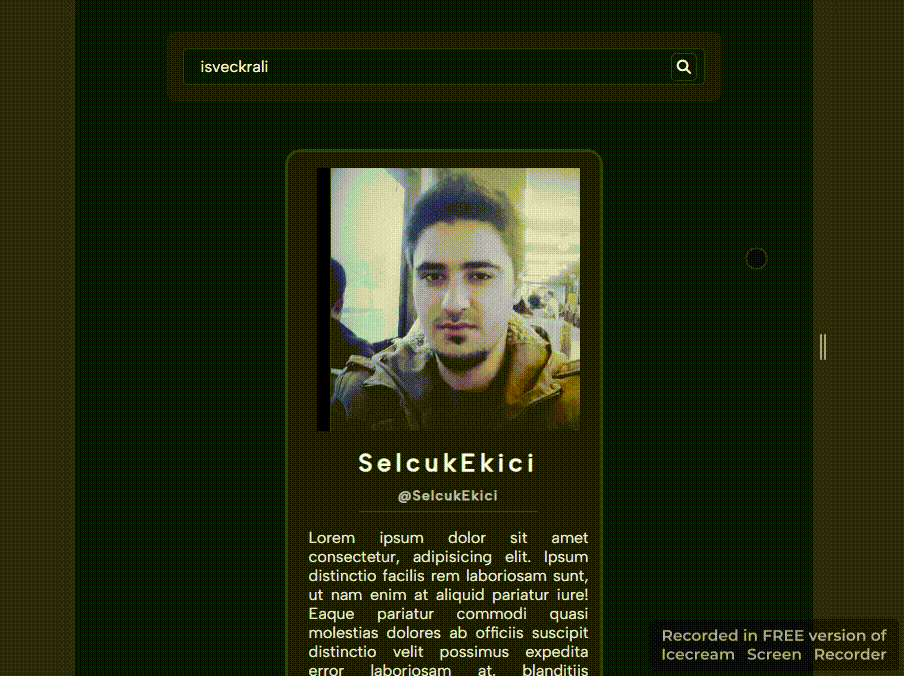 isveckrali
SelcukEkici
@SelcukEkici
Lorem ipsum dolor sit amet
consectetur, adipisicing elit. Ipsum
distinctio facilis rem laboriosam sunt,
ut nam enim at aliquid pariatur iure!
Eaque pariatur commodi quasi
molestias dolores ab officiis suscipit
distinctio velit possimus expedita
error laboriosam at, blanditiis
Recorded in FREE version of
Icecream Screen Recorder